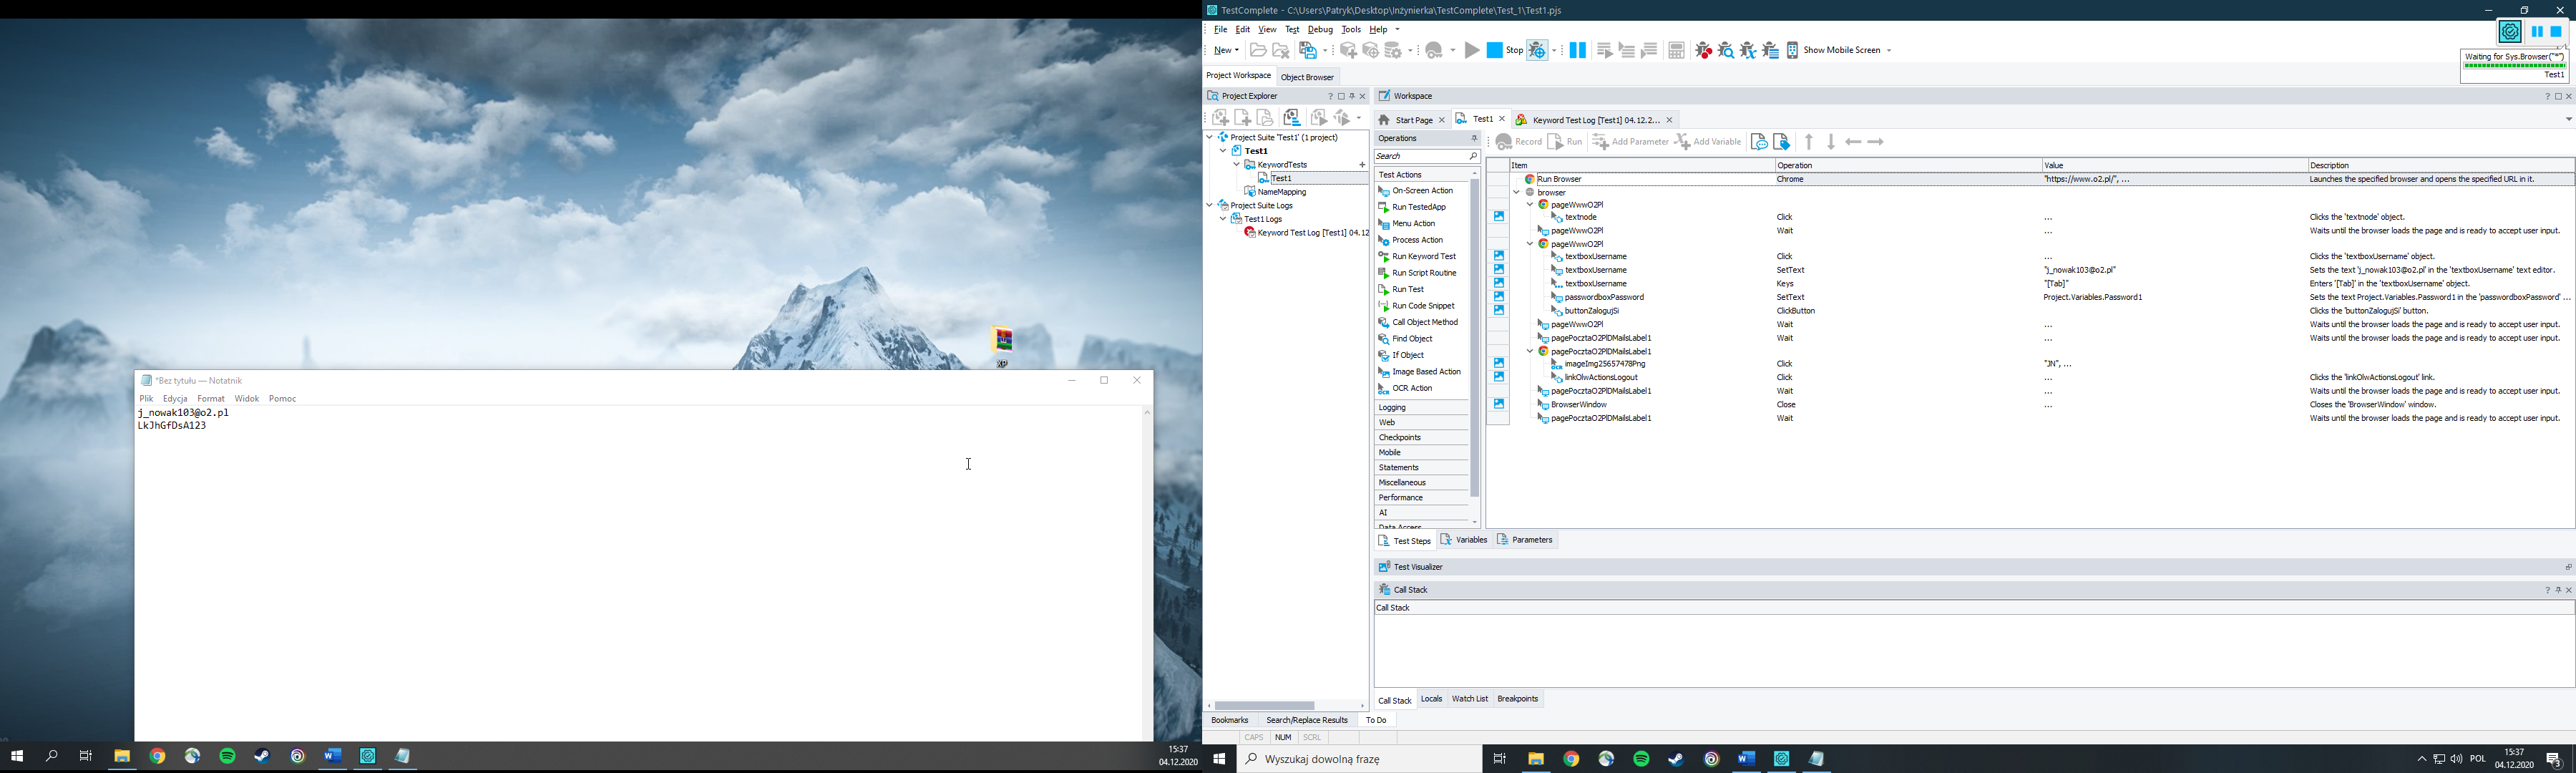 XP
*Bez tytułu — Notatnik
Plik Edycja Format Widok Pomoc
j_nowak103@o2.pl
LkJhGfDsA123
15:37
04.12.2020
TestComplete - C:\Users\Patryk\Desktop\Inżynierka\TestComplete\Test_1\Test1.pjs
File Edit View Test Debug Tools Help
New Stop Show Mobile Screen
Waiting for Sys.Browser("*")
Test1
Project Workspace Object Browser
Project Explorer
Project Suite 'Test1' (1 project)
Test1
KeywordTests
Test1
NameMapping
Project Suite Logs
Test1 Logs
Keyword Test Log [Test1] 04.12
Workspace
Start Page Test1 Keyword Test Log [Test1] 04.12.2...
Operations
Search
Test Actions
On-Screen Action
Run TestedApp
Menu Action
Process Action
Run Keyword Test
Run Script Routine
Run Test
Run Code Snippet
Call Object Method
Find Object
If Object
Image Based Action
OCR Action
Logging
Web
Checkpoints
Mobile
Statements
Miscellaneous
Performance
AI
Data Access
Record Run Add Parameter Add Variable
Item Operation Value Description
Run Browser Chrome "https://www.o2.pl/", ... Launches the specified browser and opens the specified URL in it.
browser
pageWwwO2Pl
textnode Click ... Clicks the 'textnode' object.
pageWwwO2Pl Wait ... Waits until the browser loads the page and is ready to accept user input.
pageWwwO2Pl
textboxUsername Click ... Clicks the 'textboxUsername' object.
textboxUsername SetText "j_nowak103@o2.pl" Sets the text 'j_nowak103@o2.pl' in the 'textboxUsername' text editor.
textboxUsername Keys "[Tab]" Enters '[Tab]' in the 'textboxUsername' object.
passwordboxPassword SetText Project.Variables.Password1 Sets the text Project.Variables.Password1 in the 'passwordboxPassword' ...
buttonZalogujSi ClickButton Clicks the 'buttonZalogujSi' button.
pageWwwO2Pl Wait ... Waits until the browser loads the page and is ready to accept user input.
pagePocztaO2PlDMailsLabel1 Wait ... Waits until the browser loads the page and is ready to accept user input.
pagePocztaO2PlDMailsLabel1
imageImg25657478Png Click "JN", ...
linkOlwActionsLogout Click ... Clicks the 'linkOlwActionsLogout' link.
pagePocztaO2PlDMailsLabel1 Wait ... Waits until the browser loads the page and is ready to accept user input.
BrowserWindow Close ... Closes the 'BrowserWindow' window.
pagePocztaO2PlDMailsLabel1 Wait ... Waits until the browser loads the page and is ready to accept user input.
Test Steps Variables Parameters
Test Visualizer
Call Stack
Call Stack
Call Stack Locals Watch List Breakpoints
Bookmarks Search/Replace Results To Do
CAPS NUM SCRL
Wyszukaj dowolną frazę
POL
15:37
04.12.2020
3